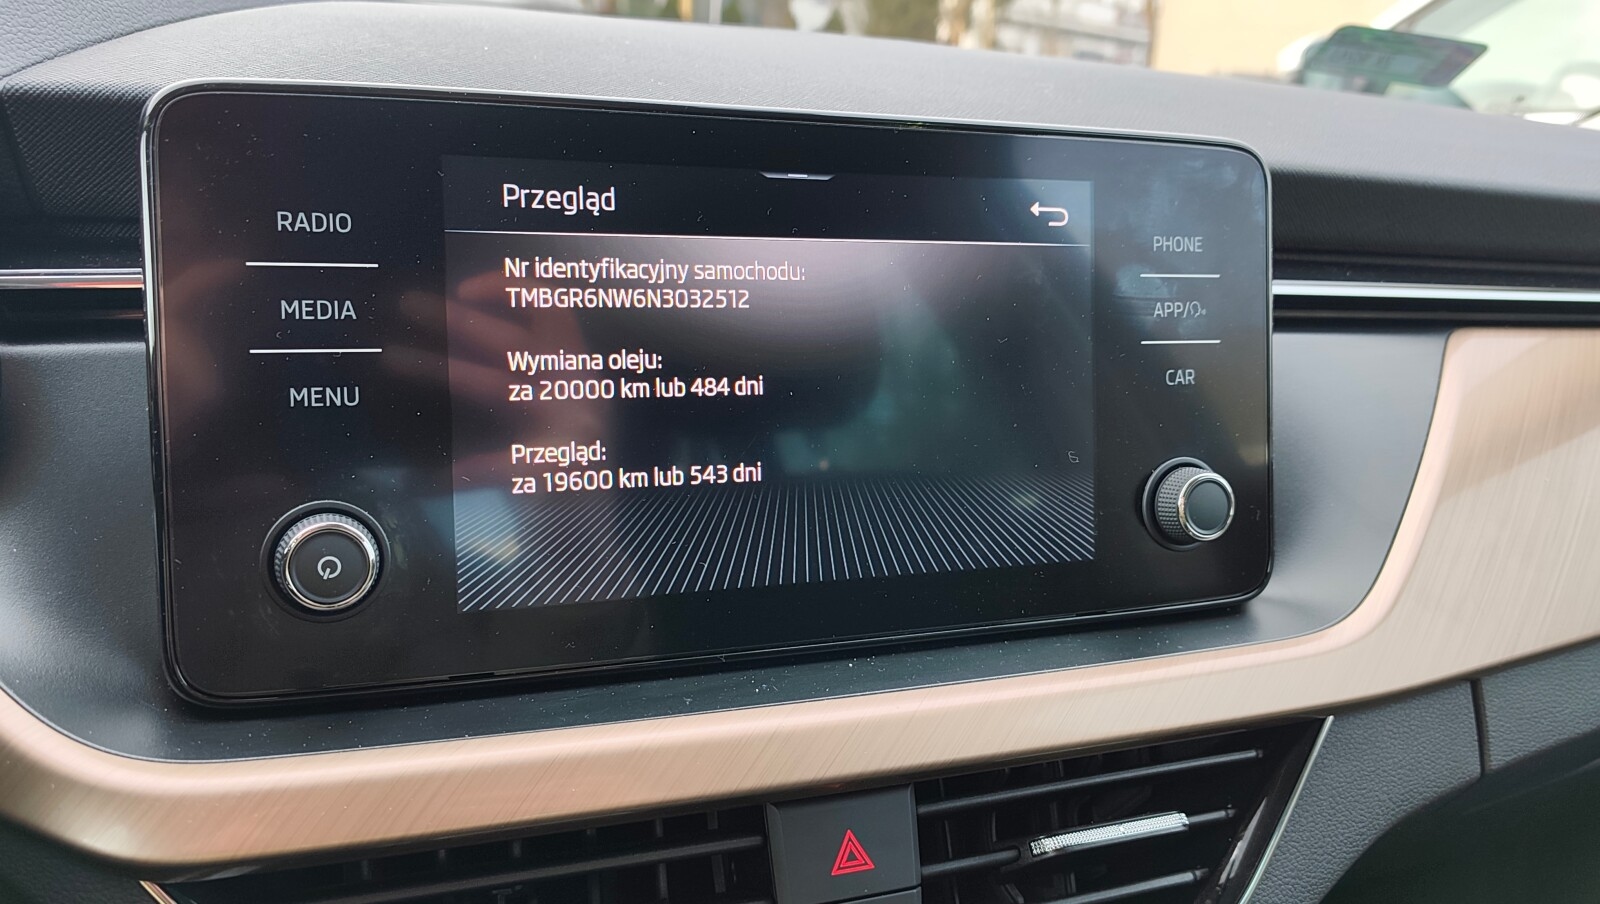 Przegląd
RADIO
MEDIA
MENU
Nr identyfikacyjny samochodu:
TMBGR6NW6N3032512
Wymiana oleju:
za 20000 km lub 484 dni
Przegląd:
za 19600 km lub 543 dni
PHONE
APP/
CAR